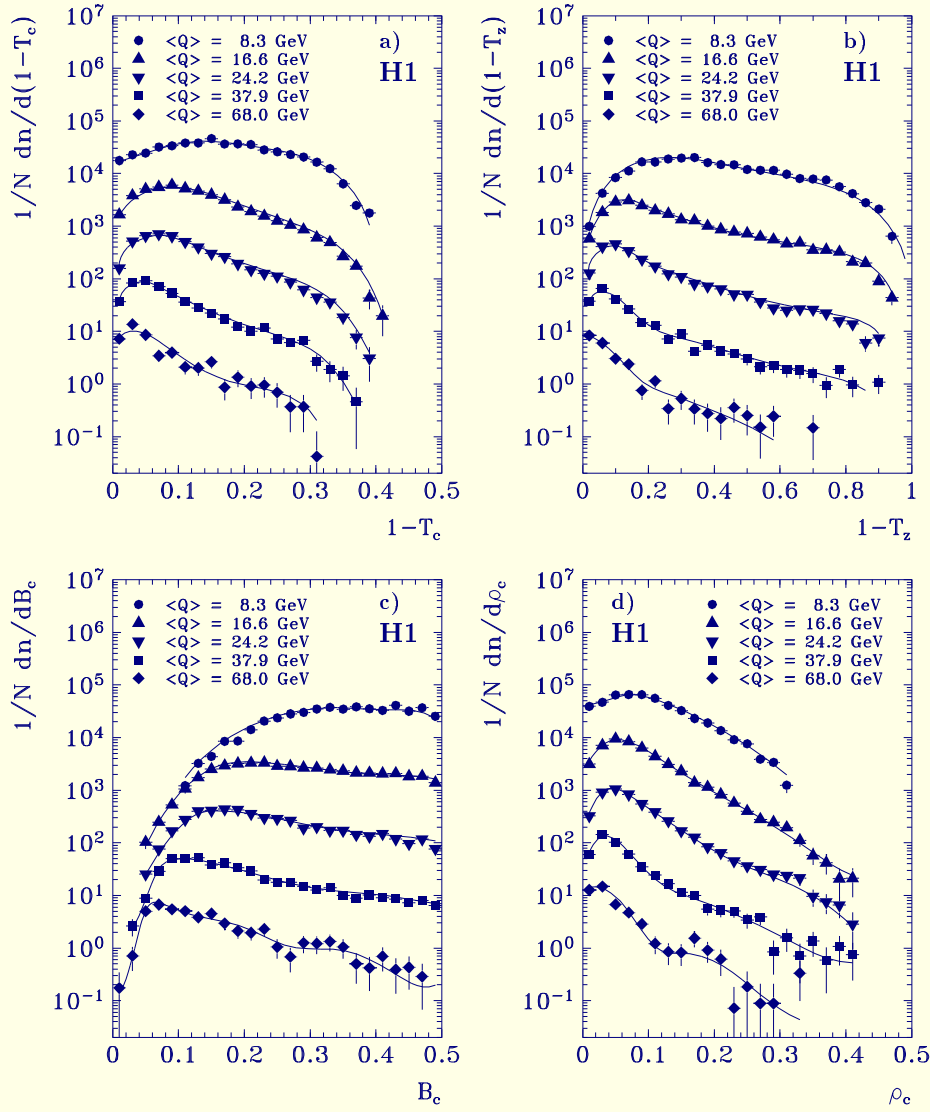 1/N dn/d(1−T_c)
10^7
10^6
10^5
10^4
10^3
10^2
10^1
10^0
10^−1
<Q> = 8.3 GeV
<Q> = 16.6 GeV
<Q> = 24.2 GeV
<Q> = 37.9 GeV
<Q> = 68.0 GeV
a)
H1
0 0.1 0.2 0.3 0.4 0.5
1−T_c
1/N dn/d(1−T_z)
10^7
10^6
10^5
10^4
10^3
10^2
10^1
10^0
10^−1
<Q> = 8.3 GeV
<Q> = 16.6 GeV
<Q> = 24.2 GeV
<Q> = 37.9 GeV
<Q> = 68.0 GeV
b)
H1
0 0.2 0.4 0.6 0.8 1
1−T_z
1/N dn/dB_c
10^7
10^6
10^5
10^4
10^3
10^2
10^1
10^0
10^−1
<Q> = 8.3 GeV
<Q> = 16.6 GeV
<Q> = 24.2 GeV
<Q> = 37.9 GeV
<Q> = 68.0 GeV
c)
H1
0 0.1 0.2 0.3 0.4 0.5
B_c
1/N dn/dρ_c
10^7
10^6
10^5
10^4
10^3
10^2
10^1
10^0
10^−1
d)
H1
<Q> = 8.3 GeV
<Q> = 16.6 GeV
<Q> = 24.2 GeV
<Q> = 37.9 GeV
<Q> = 68.0 GeV
0 0.1 0.2 0.3 0.4 0.5
ρ_c